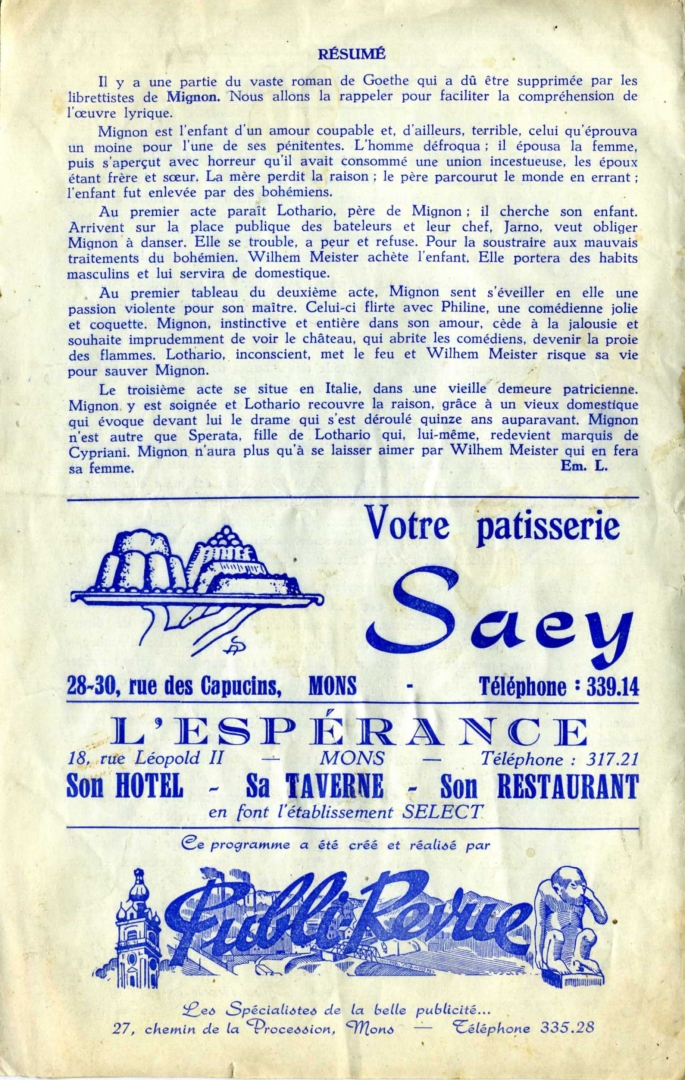 RÉSUMÉ
Il y a une partie du vaste roman de Goethe qui a dû être supprimée par les
librettistes de Mignon. Nous allons la rappeler pour faciliter la compréhension de
l'œuvre lyrique.
Mignon est l'enfant d'un amour coupable et, d'ailleurs, terrible, celui qu'éprouva
un moine pour l'une de ses pénitentes. L'homme défroqua ; il épousa la femme,
puis s'aperçut avec horreur qu'il avait consommé une union incestueuse, les époux
étant frère et sœur. La mère perdit la raison ; le père parcourut le monde en errant ;
l'enfant fut enlevée par des bohémiens.
Au premier acte paraît Lothario, père de Mignon ; il cherche son enfant.
Arrivent sur la place publique des bateleurs et leur chef, Jarno, veut obliger
Mignon à danser. Elle se trouble, a peur et refuse. Pour la soustraire aux mauvais
traitements du bohémien. Wilhem Meister achète l'enfant. Elle portera des habits
masculins et lui servira de domestique.
Au premier tableau du deuxième acte, Mignon sent s'éveiller en elle une
passion violente pour son maître. Celui-ci flirte avec Philine, une comédienne jolie
et coquette. Mignon, instinctive et entière dans son amour, cède à la jalousie et
souhaite imprudemment de voir le château, qui abrite les comédiens, devenir la proie
des flammes. Lothario, inconscient, met le feu et Wilhem Meister risque sa vie
pour sauver Mignon.
Le troisième acte se situe en Italie, dans une vieille demeure patricienne.
Mignon y est soignée et Lothario recouvre la raison, grâce à un vieux domestique
qui évoque devant lui le drame qui s'est déroulé quinze ans auparavant. Mignon
n'est autre que Sperata, fille de Lothario qui, lui-même, redevient marquis de
Cypriani. Mignon n'aura plus qu'à se laisser aimer par Wilhem Meister qui en fera
sa femme. Em. L.
Votre patisserie
Saey
28-30, rue des Capucins, MONS - Téléphone : 339.14
L'ESPÉRANCE
18, rue Léopold II — MONS — Téléphone : 317.21
Son HOTEL - Sa TAVERNE - Son RESTAURANT
en font l'établissement SELECT
Ce programme a été créé et réalisé par
PubliRevue
Les Spécialistes de la belle publicité...
27, chemin de la Procession, Mons — Téléphone 335.28